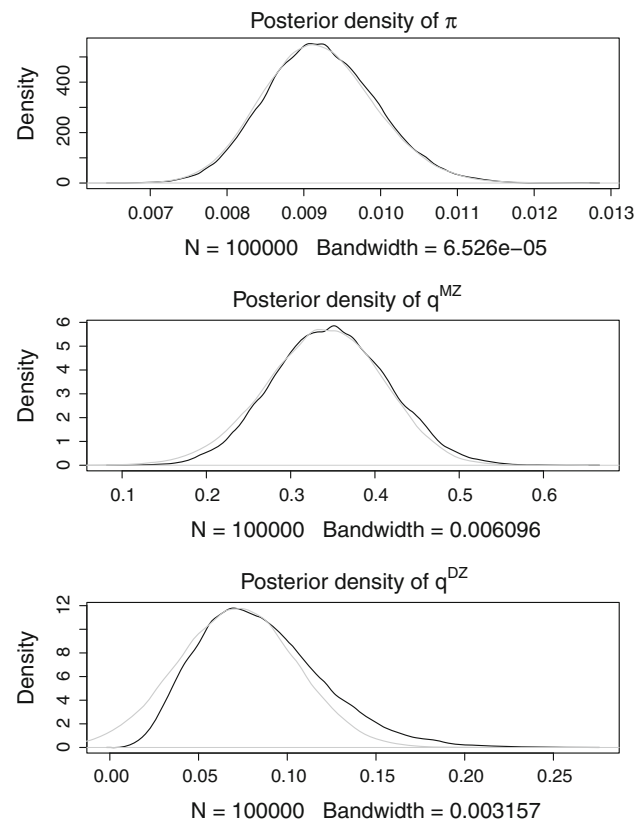 Posterior density of π
Density
0 200 400
0.007 0.008 0.009 0.010 0.011 0.012 0.013
N = 100000 Bandwidth = 6.526e−05
Posterior density of q^MZ
Density
0 1 2 3 4 5 6
0.1 0.2 0.3 0.4 0.5 0.6
N = 100000 Bandwidth = 0.006096
Posterior density of q^DZ
Density
0 2 4 6 8 12
0.00 0.05 0.10 0.15 0.20 0.25
N = 100000 Bandwidth = 0.003157